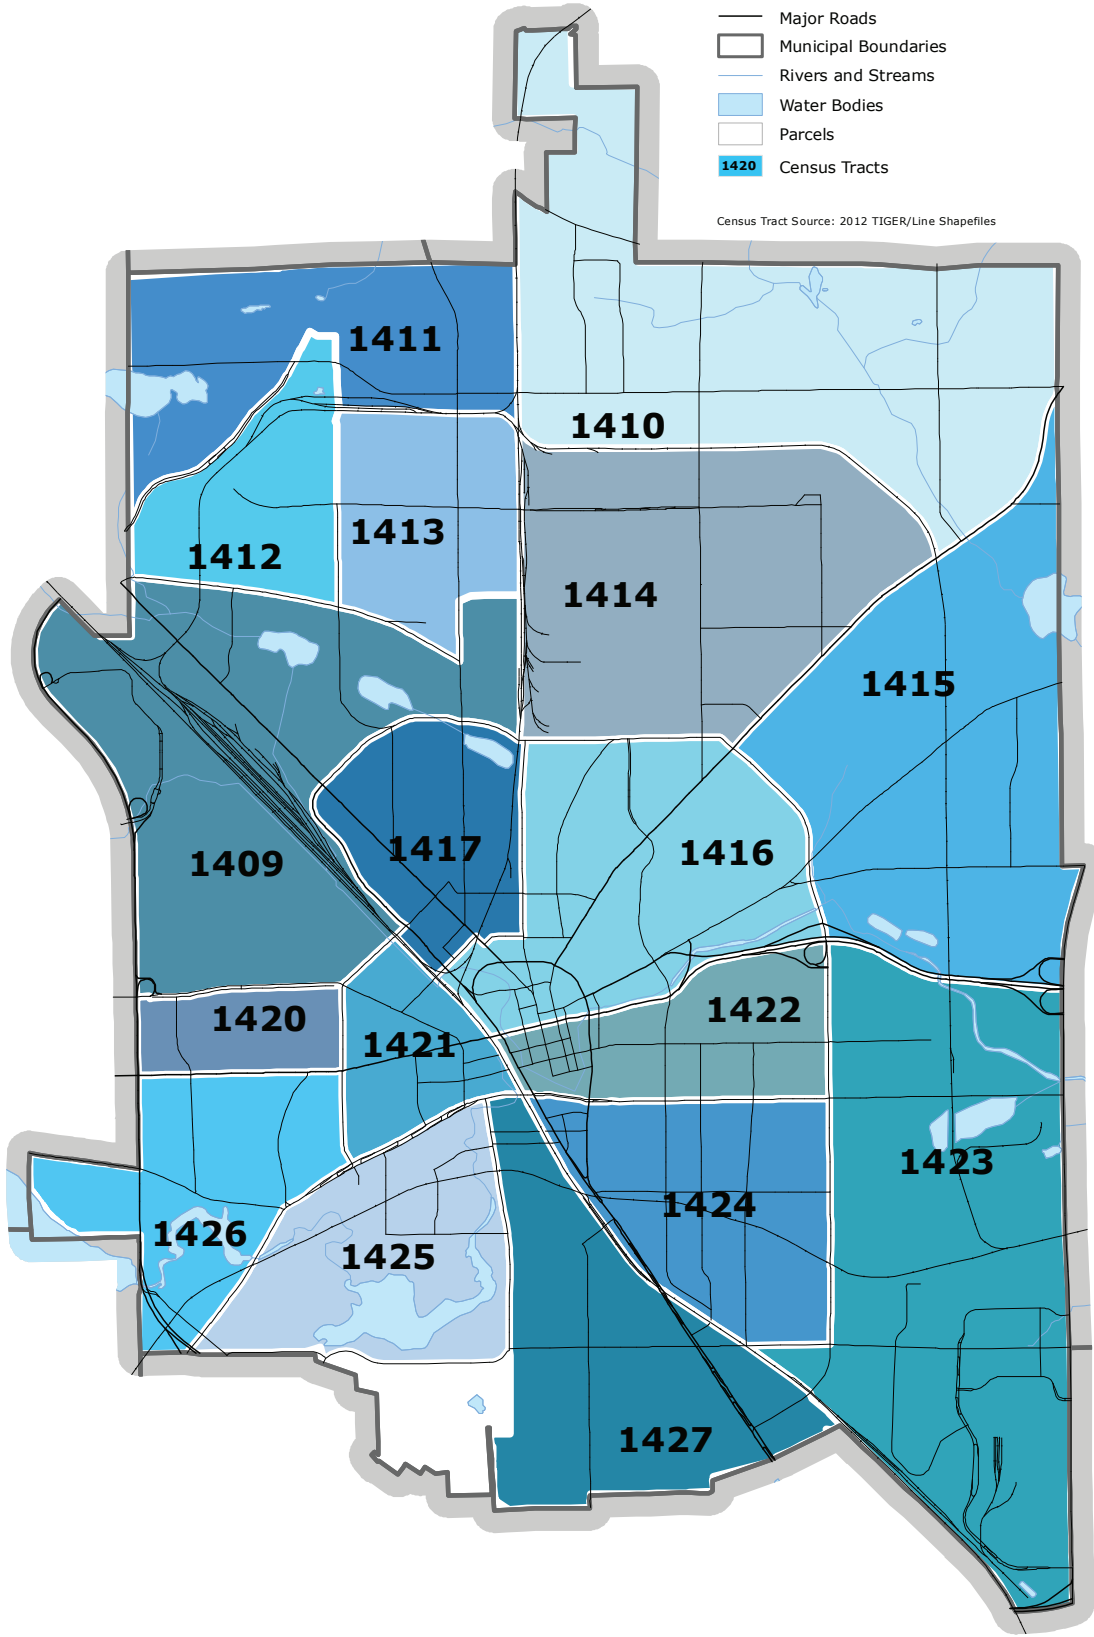 Major Roads
Municipal Boundaries
Rivers and Streams
Water Bodies
Parcels
1420 Census Tracts
Census Tract Source: 2012 TIGER/Line Shapefiles
1411
1410
1413
1412
1414
1415
1417
1416
1409
1422
1420
1421
1423
1424
1426
1425
1427